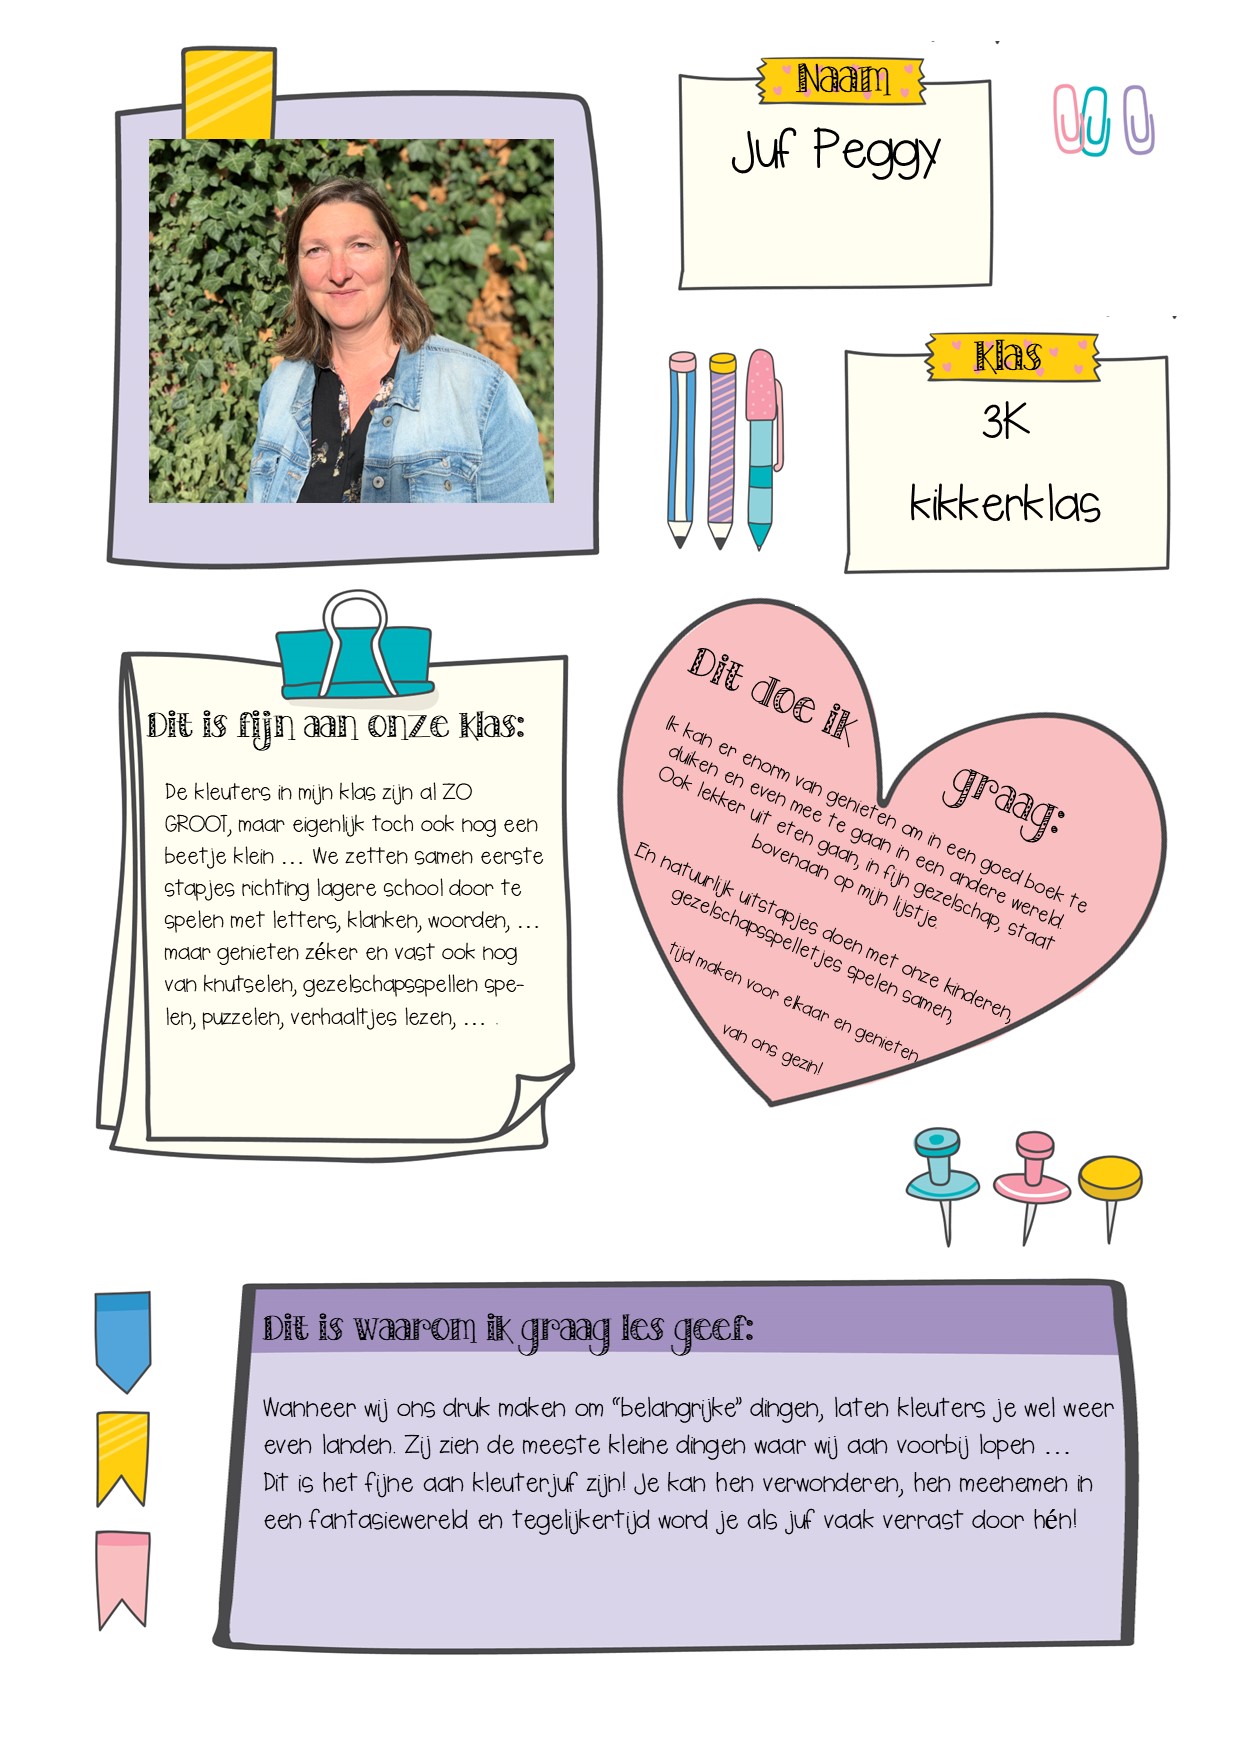 Naam
Juf Peggy
Klas
3K
kikkerklas
Dit is fijn aan onze klas:
De kleuters in mijn klas zijn al ZO
GROOT, maar eigenlijk toch ook nog een
beetje klein ... We zetten samen eerste
stapjes richting lagere school door te
spelen met letters, klanken, woorden, ...
maar genieten zéker en vast ook nog
van knutselen, gezelschapsspellen spe-
len, puzzelen, verhaaltjes lezen, ... .
Dit doe ik
graag:
Ik kan er enorm van genieten om in een goed boek te
duiken en even mee te gaan in een andere wereld.
Ook lekker uit eten gaan, in fijn gezelschap, staat
bovenaan op mijn lijstje.
En natuurlijk uitstapjes doen met onze kinderen,
gezelschapsspelletjes spelen samen,
tijd maken voor elkaar en genieten
van ons gezin!
Dit is waarom ik graag les geef:
Wanneer wij ons druk maken om “belangrijke” dingen, laten kleuters je wel weer
even landen. Zij zien de meeste kleine dingen waar wij aan voorbij lopen ...
Dit is het fijne aan kleuterjuf zijn! Je kan hen verwonderen, hen meenemen in
een fantasiewereld en tegelijkertijd word je als juf vaak verrast door hén!